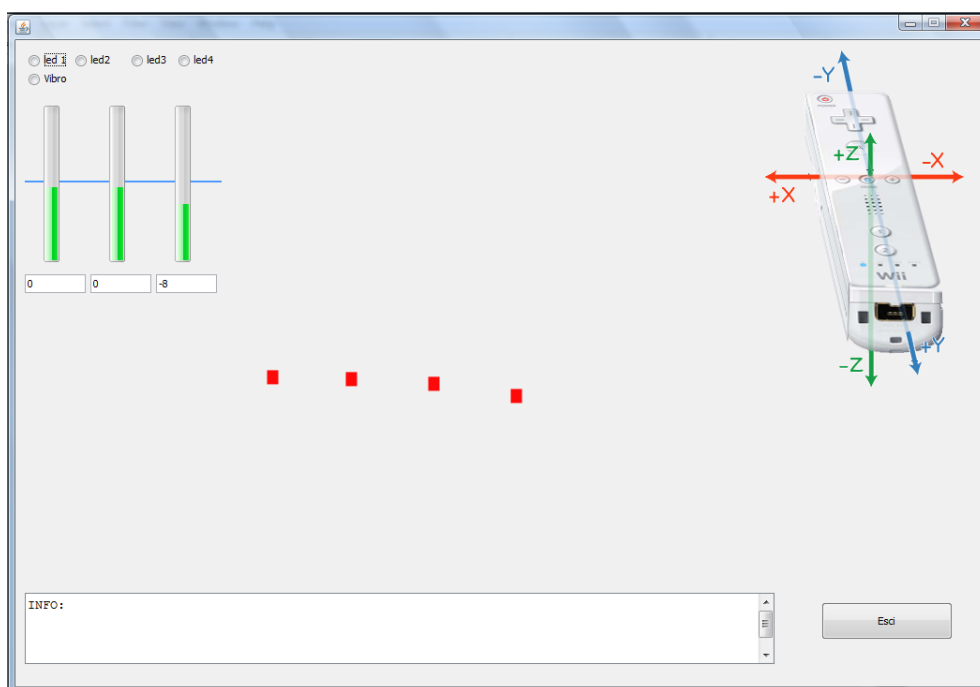 led 1 led2 led3 led4
Vibro
0 0 -8
-Y
+Z
-X
+X
Wii
+Y
-Z
INFO:
Esci